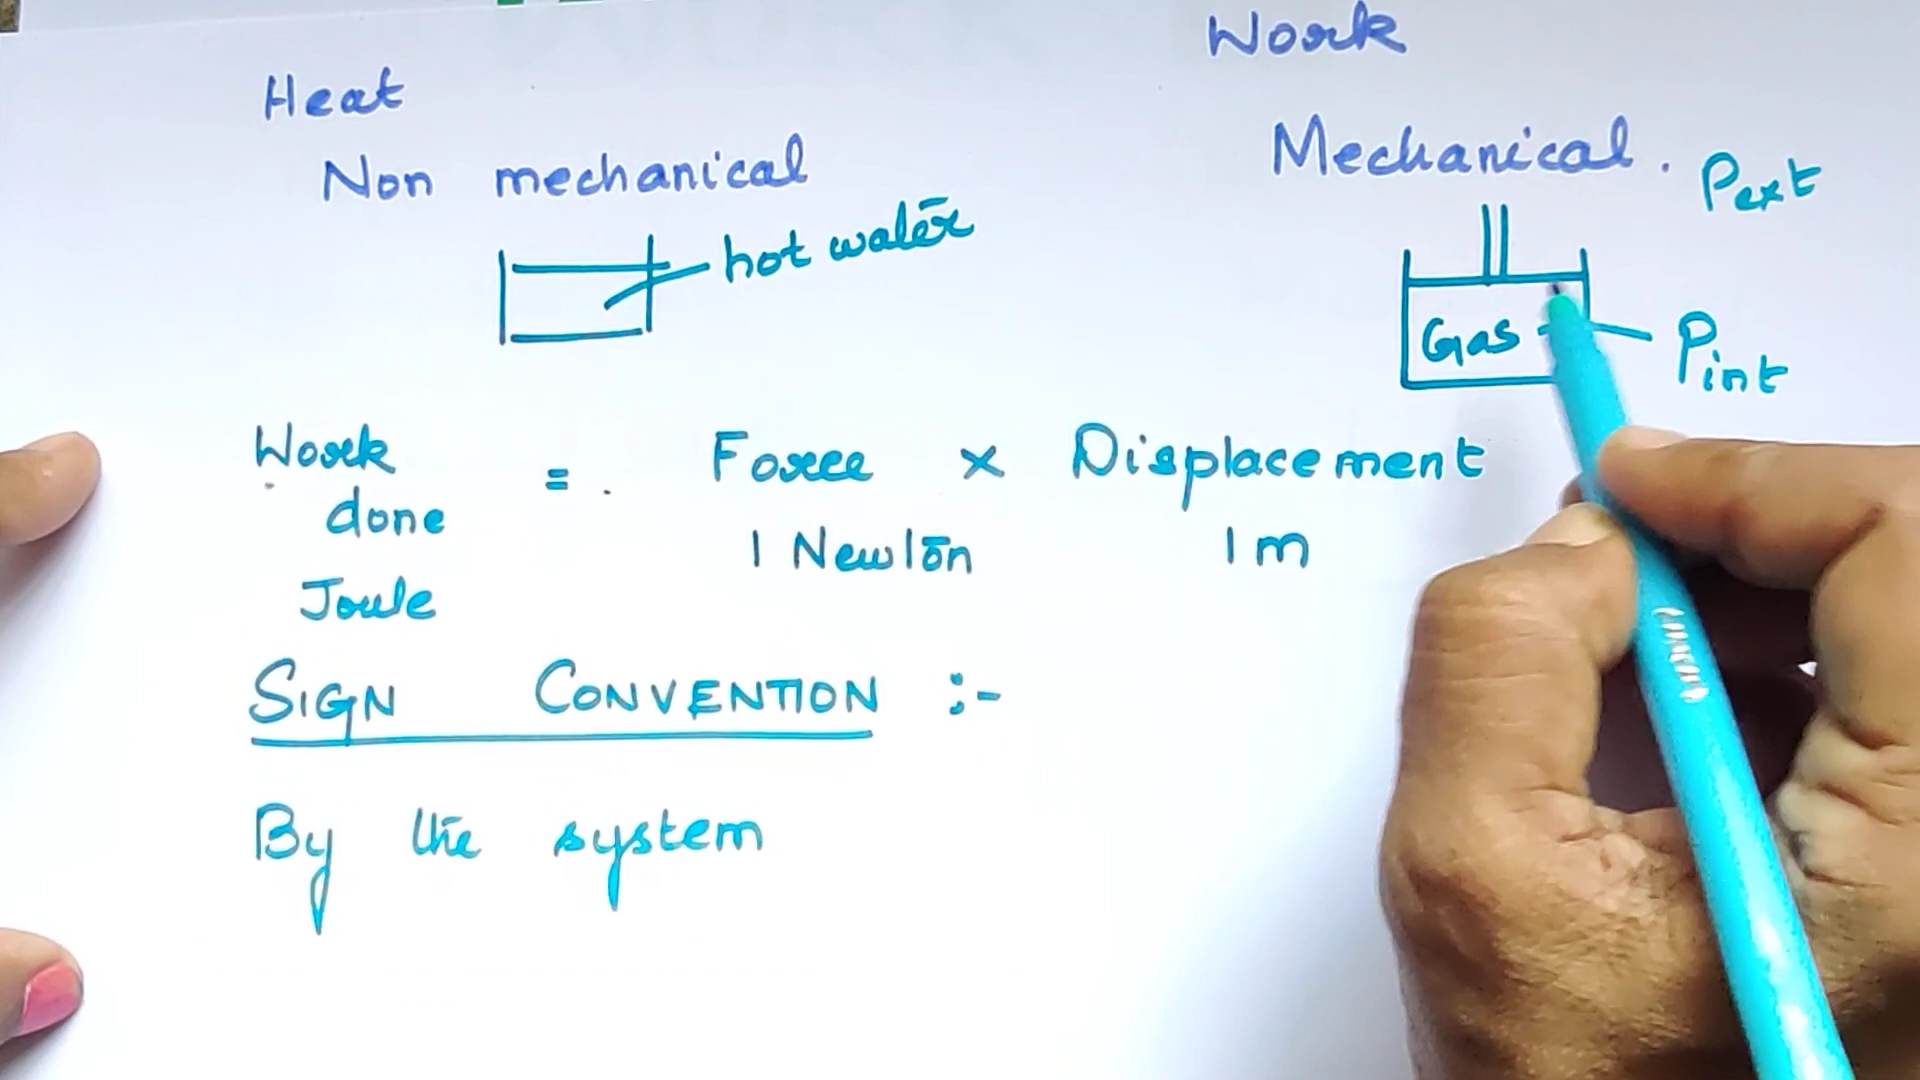 Work
Heat
Mechanical.
Non mechanical
Pext
hot water
Gas
Pint
Work = . Force x Displacement
done
1 Newton 1 m
Joule
SIGN CONVENTION :-
By the system